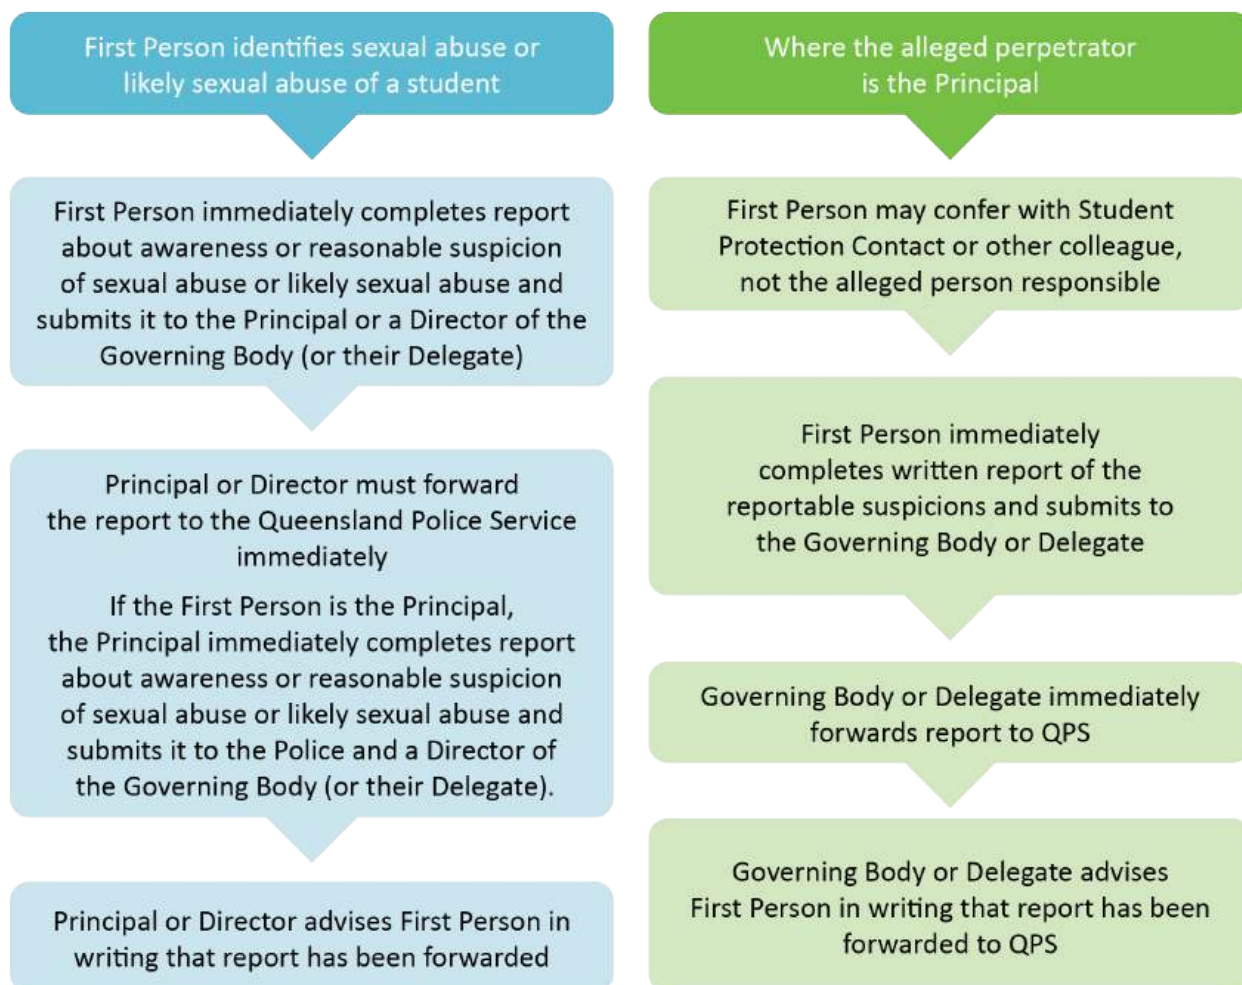 First Person identifies sexual abuse or
likely sexual abuse of a student
First Person immediately completes report
about awareness or reasonable suspicion
of sexual abuse or likely sexual abuse and
submits it to the Principal or a Director of the
Governing Body (or their Delegate)
Principal or Director must forward
the report to the Queensland Police Service
immediately
If the First Person is the Principal,
the Principal immediately completes report
about awareness or reasonable suspicion
of sexual abuse or likely sexual abuse and
submits it to the Police and a Director of
the Governing Body (or their Delegate).
Principal or Director advises First Person in
writing that report has been forwarded
Where the alleged perpetrator
is the Principal
First Person may confer with Student
Protection Contact or other colleague,
not the alleged person responsible
First Person immediately
completes written report of the
reportable suspicions and submits to
the Governing Body or Delegate
Governing Body or Delegate immediately
forwards report to QPS
Governing Body or Delegate advises
First Person in writing that report has been
forwarded to QPS